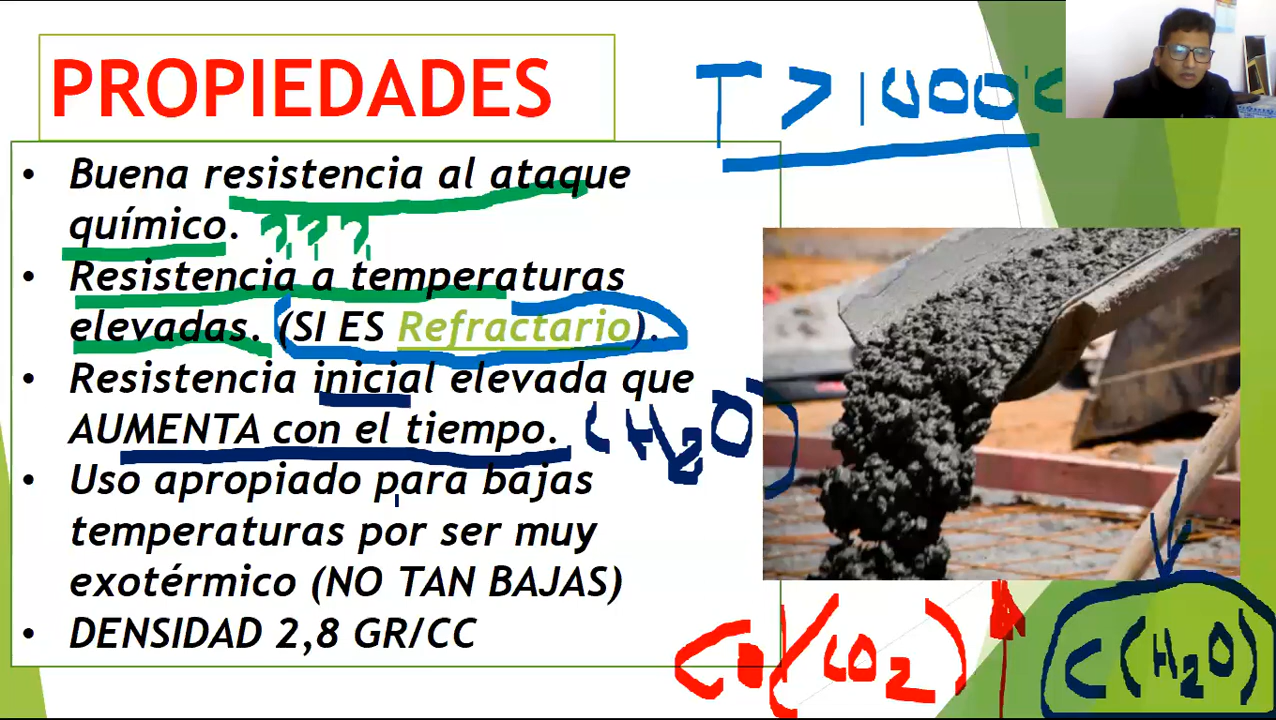 PROPIEDADES
T > 1000°C
• Buena resistencia al ataque
químico. ???
• Resistencia a temperaturas
elevadas. (SI ES Refractario).
• Resistencia inicial elevada que
AUMENTA con el tiempo. (H2O)
• Uso apropiado para bajas
temperaturas por ser muy
exotérmico (NO TAN BAJAS)
• DENSIDAD 2,8 GR/CC
(CO2)
C (H2O)